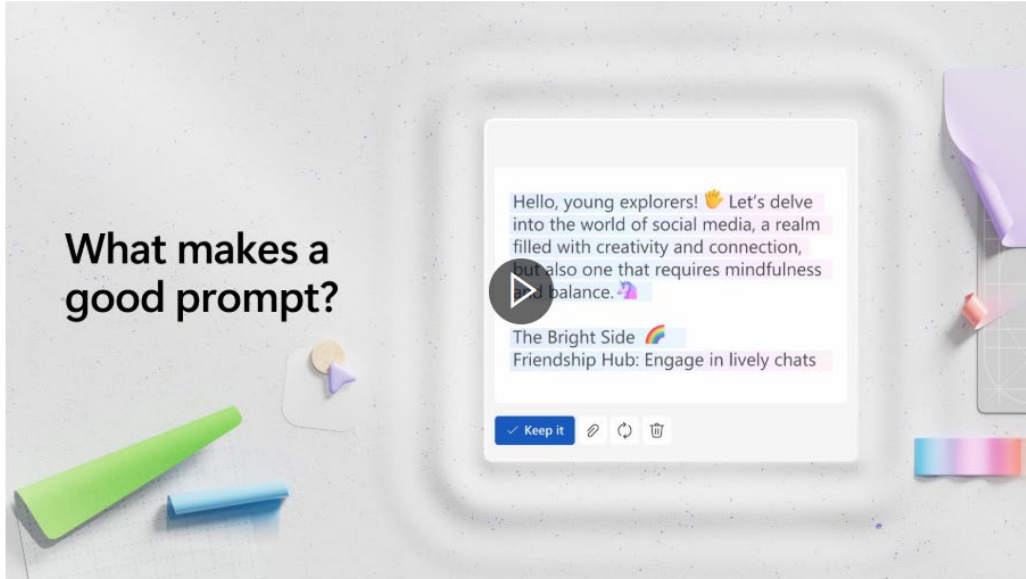 What makes a
good prompt?
Hello, young explorers! 🖐 Let's delve
into the world of social media, a realm
filled with creativity and connection,
but also one that requires mindfulness
and balance. 🦄
The Bright Side 🌈
Friendship Hub: Engage in lively chats
Keep it